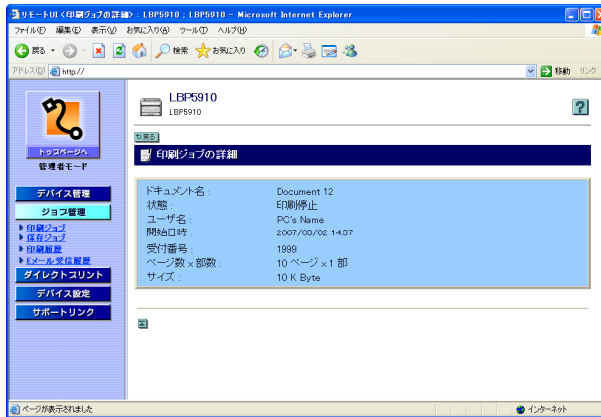 リモートUI <印刷ジョブの詳細> : LBP5910 ; LBP5910 - Microsoft Internet Explorer
ファイル(F) 編集(E) 表示(V) お気に入り(A) ツール(T) ヘルプ(H)
戻る 検索 お気に入り
アドレス(D) http:// 移動 リンク
LBP5910
LBP5910
戻る
トップページへ
管理者モード
印刷ジョブの詳細
デバイス管理
ジョブ管理
印刷ジョブ
保存ジョブ
印刷履歴
Eメール受信履歴
ダイレクトプリント
デバイス設定
サポートリンク
ドキュメント名 : Document 12
状態 : 印刷停止
ユーザ名 : PC's Name
開始日時 : 2007/08/02 14:07
受付番号 : 1999
ページ数 x 部数 : 10 ページ x 1 部
サイズ : 10 K Byte
ページが表示されました インターネット